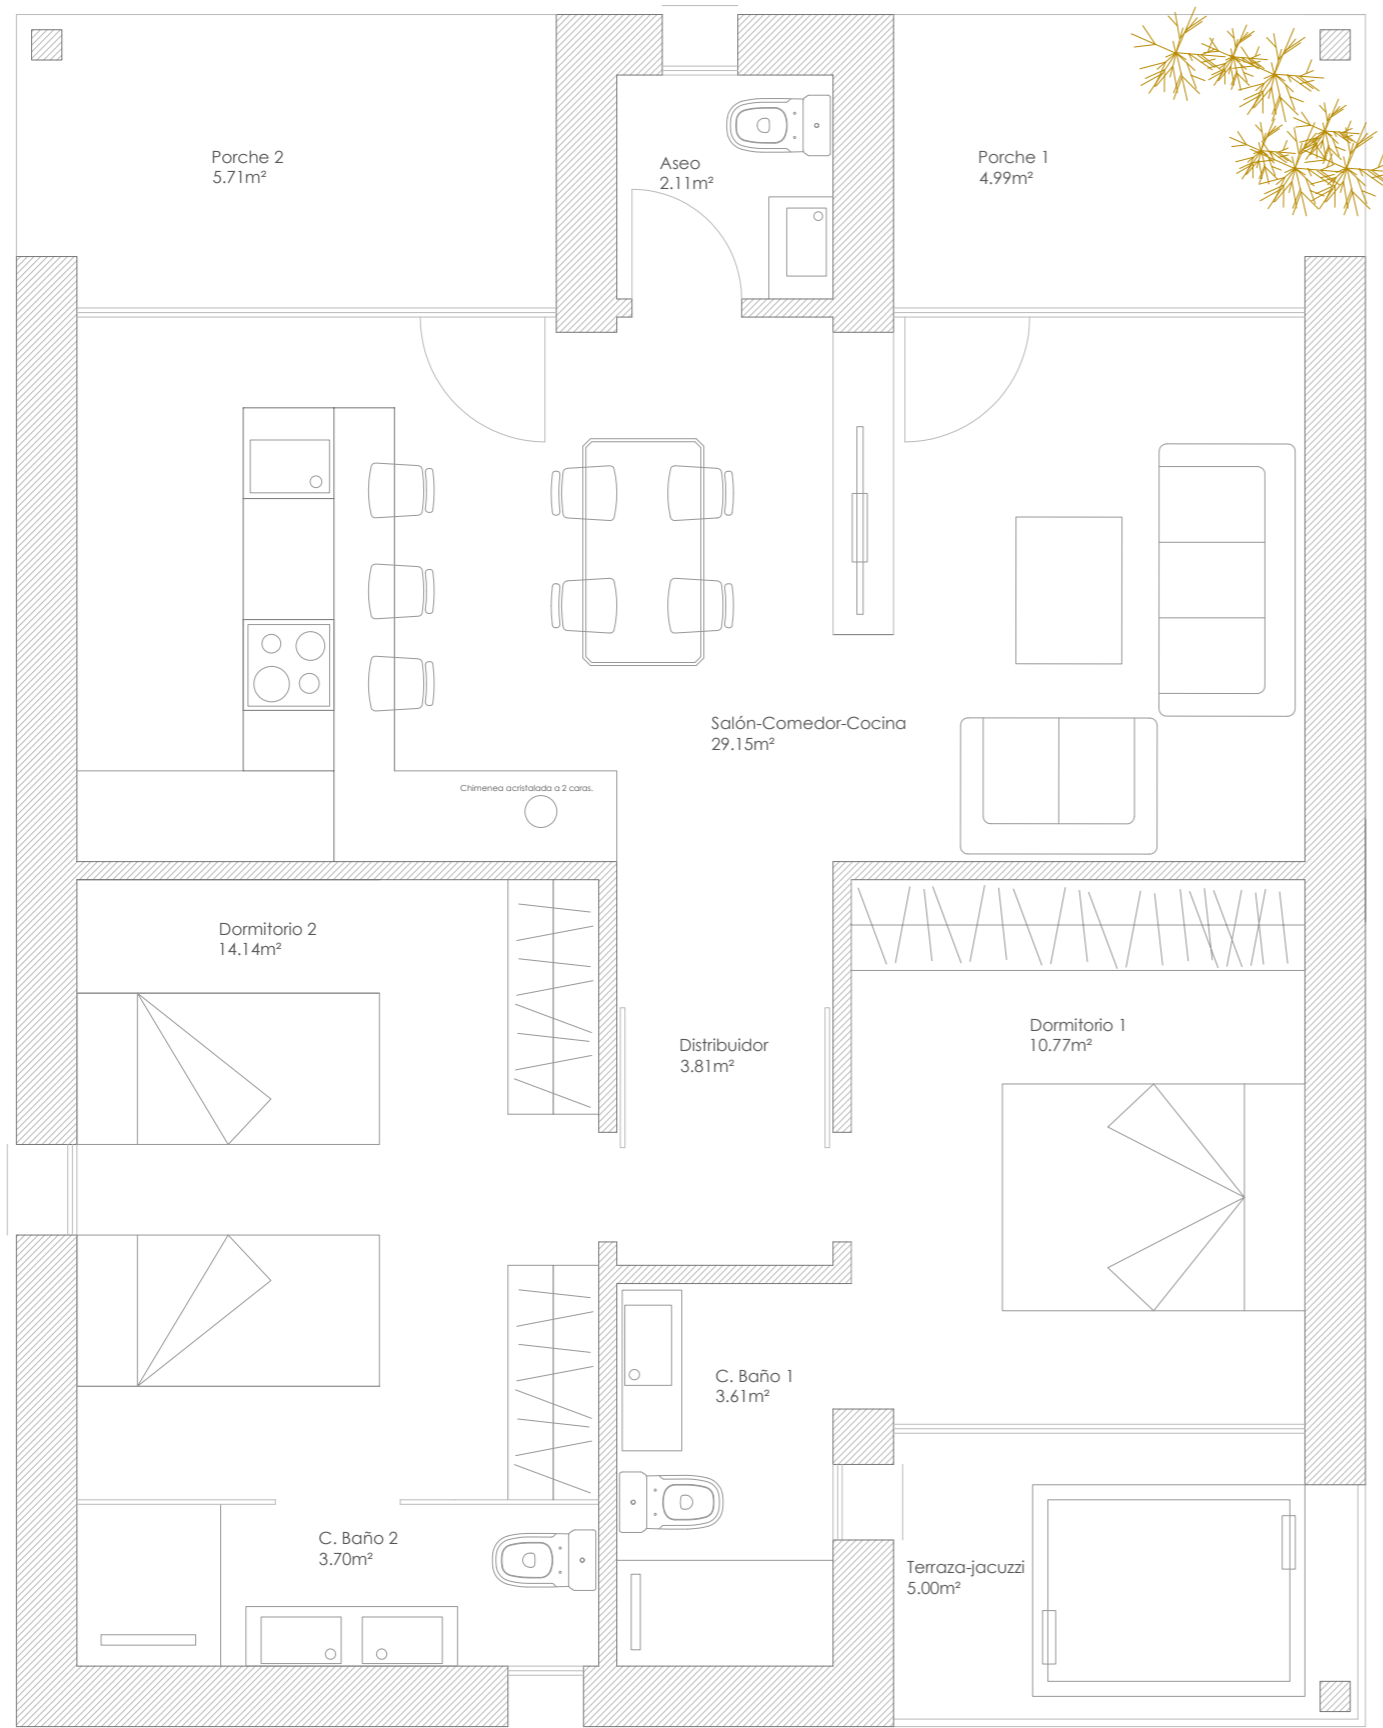 Porche 2
5.71m²
Aseo
2.11m²
Porche 1
4.99m²
Salón-Comedor-Cocina
29.15m²
Chimenea acristalada a 2 caras.
Dormitorio 2
14.14m²
Distribuidor
3.81m²
Dormitorio 1
10.77m²
C. Baño 1
3.61m²
C. Baño 2
3.70m²
Terraza-jacuzzi
5.00m²